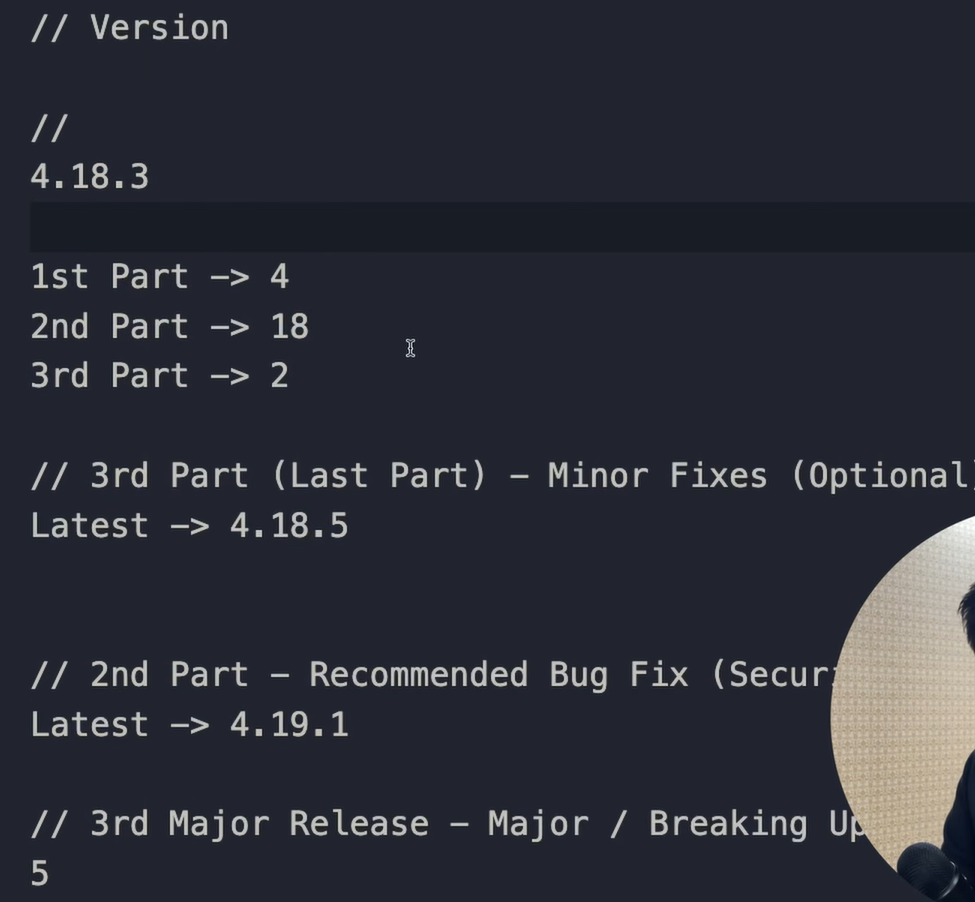 // Version
//
4.18.3
1st Part -> 4
2nd Part -> 18
3rd Part -> 2
// 3rd Part (Last Part) - Minor Fixes (Optional)
Latest -> 4.18.5
// 2nd Part - Recommended Bug Fix (Secur
Latest -> 4.19.1
// 3rd Major Release - Major / Breaking Up
5